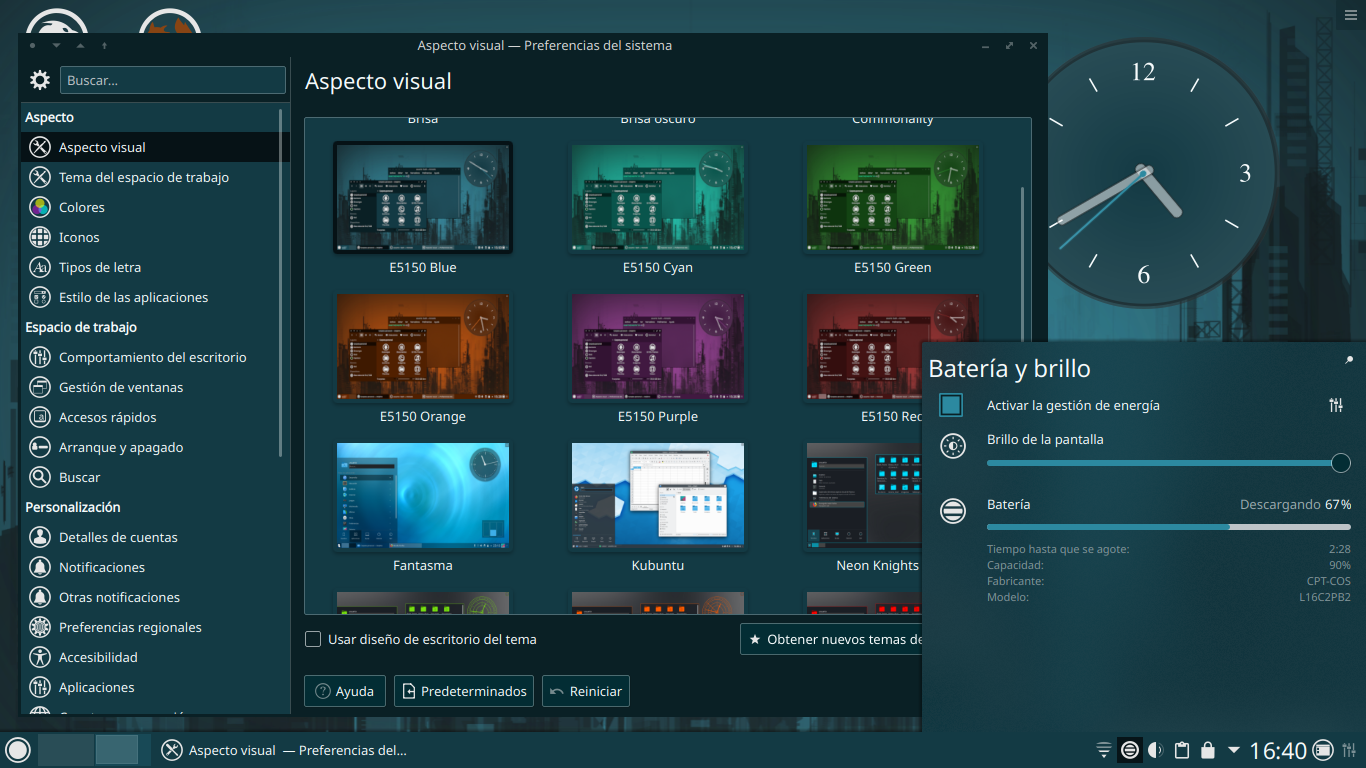 Aspecto visual — Preferencias del sistema
Buscar...
Aspecto
Aspecto visual
Tema del espacio de trabajo
Colores
Iconos
Tipos de letra
Estilo de las aplicaciones
Espacio de trabajo
Comportamiento del escritorio
Gestión de ventanas
Accesos rápidos
Arranque y apagado
Buscar
Personalización
Detalles de cuentas
Notificaciones
Otras notificaciones
Preferencias regionales
Accesibilidad
Aplicaciones
Aspecto visual
Brisa
Brisa oscuro
Commonality
E5150 Blue
E5150 Cyan
E5150 Green
E5150 Orange
E5150 Purple
E5150 Red
Fantasma
Kubuntu
Neon Knights
Usar diseño de escritorio del tema
Obtener nuevos temas de
Ayuda
Predeterminados
Reiniciar
12
3
6
Batería y brillo
Activar la gestión de energía
Brillo de la pantalla
Batería
Descargando 67%
Tiempo hasta que se agote: 2:28
Capacidad: 90%
Fabricante: CPT-COS
Modelo: L16C2PB2
Aspecto visual — Preferencias del...
16:40